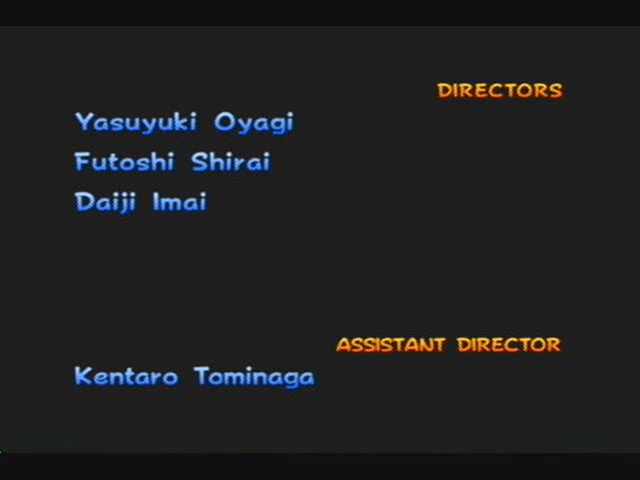 DIRECTORS
Yasuyuki Oyagi
Futoshi Shirai
Daiji Imai
ASSISTANT DIRECTOR
Kentaro Tominaga